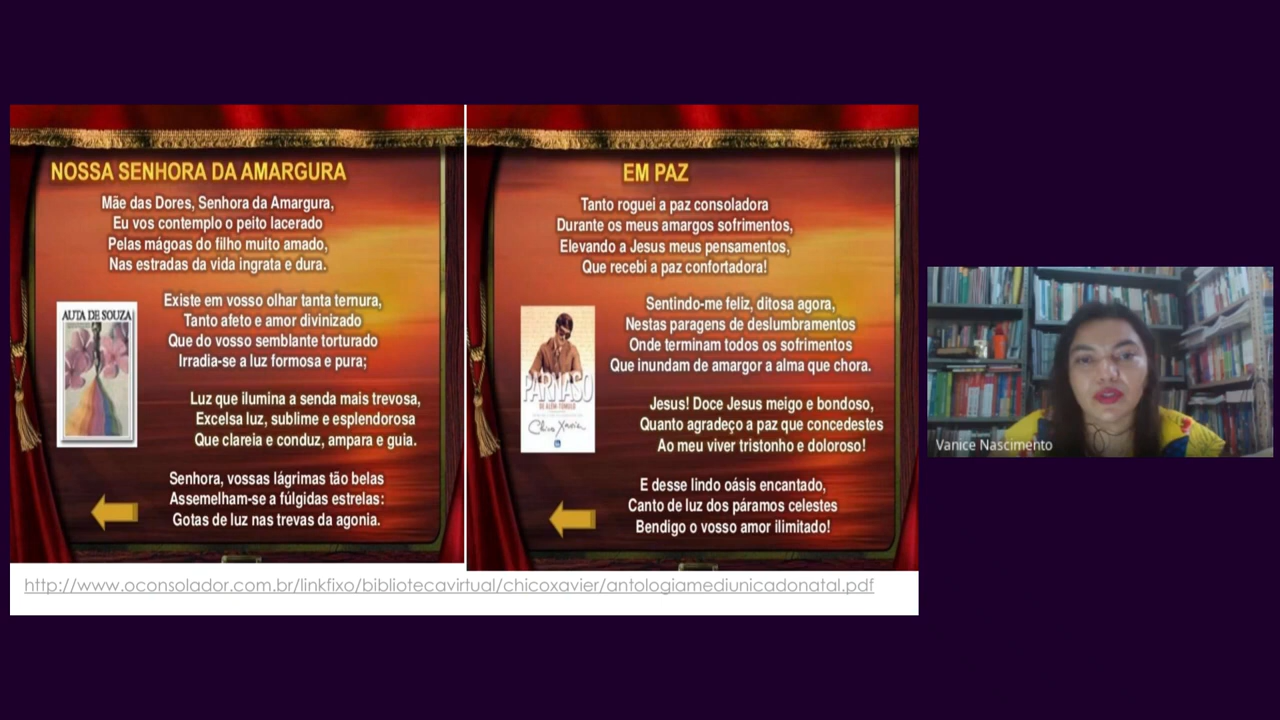 NOSSA SENHORA DA AMARGURA
Mãe das Dores, Senhora da Amargura,
Eu vos contemplo o peito lacerado
Pelas mágoas do filho muito amado,
Nas estradas da vida ingrata e dura.
Existe em vosso olhar tanta ternura,
Tanto afeto e amor divinizado
Que do vosso semblante torturado
Irradia-se a luz formosa e pura;
AUTA DE SOUZA
Luz que ilumina a senda mais trevosa,
Excelsa luz, sublime e esplendorosa
Que clareia e conduz, ampara e guia.
Senhora, vossas lágrimas tão belas
Assemelham-se a fúlgidas estrelas:
Gotas de luz nas trevas da agonia.
EM PAZ
Tanto roguei a paz consoladora
Durante os meus amargos sofrimentos,
Elevando a Jesus meus pensamentos,
Que recebi a paz confortadora!
Sentindo-me feliz, ditosa agora,
Nestas paragens de deslumbramentos
Onde terminam todos os sofrimentos
Que inundam de amargor a alma que chora.
PARNASO
DE ALÉM-TÚMULO
Chico Xavier
Jesus! Doce Jesus meigo e bondoso,
Quanto agradeço a paz que concedestes
Ao meu viver tristonho e doloroso!
E desse lindo oásis encantado,
Canto de luz dos páramos celestes
Bendigo o vosso amor ilimitado!
http://www.oconsolador.com.br/linkfixo/bibliotecavirtual/chicoxavier/antologiamediunicadonatal.pdf
Vanice Nascimento